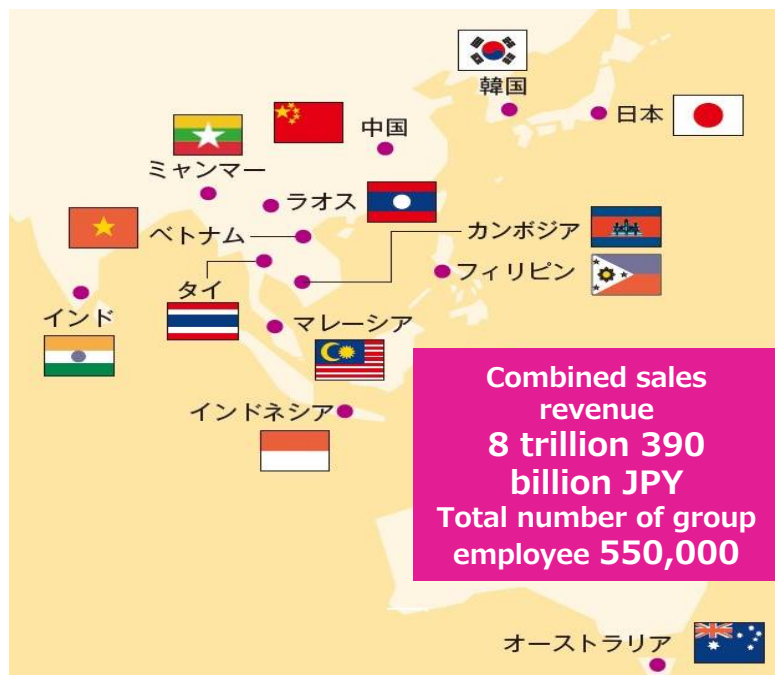 韓国
日本
中国
ミャンマー
ラオス
ベトナム
カンボジア
フィリピン
タイ
インド
マレーシア
インドネシア
Combined sales
revenue
8 trillion 390
billion JPY
Total number of group
employee 550,000
オーストラリア